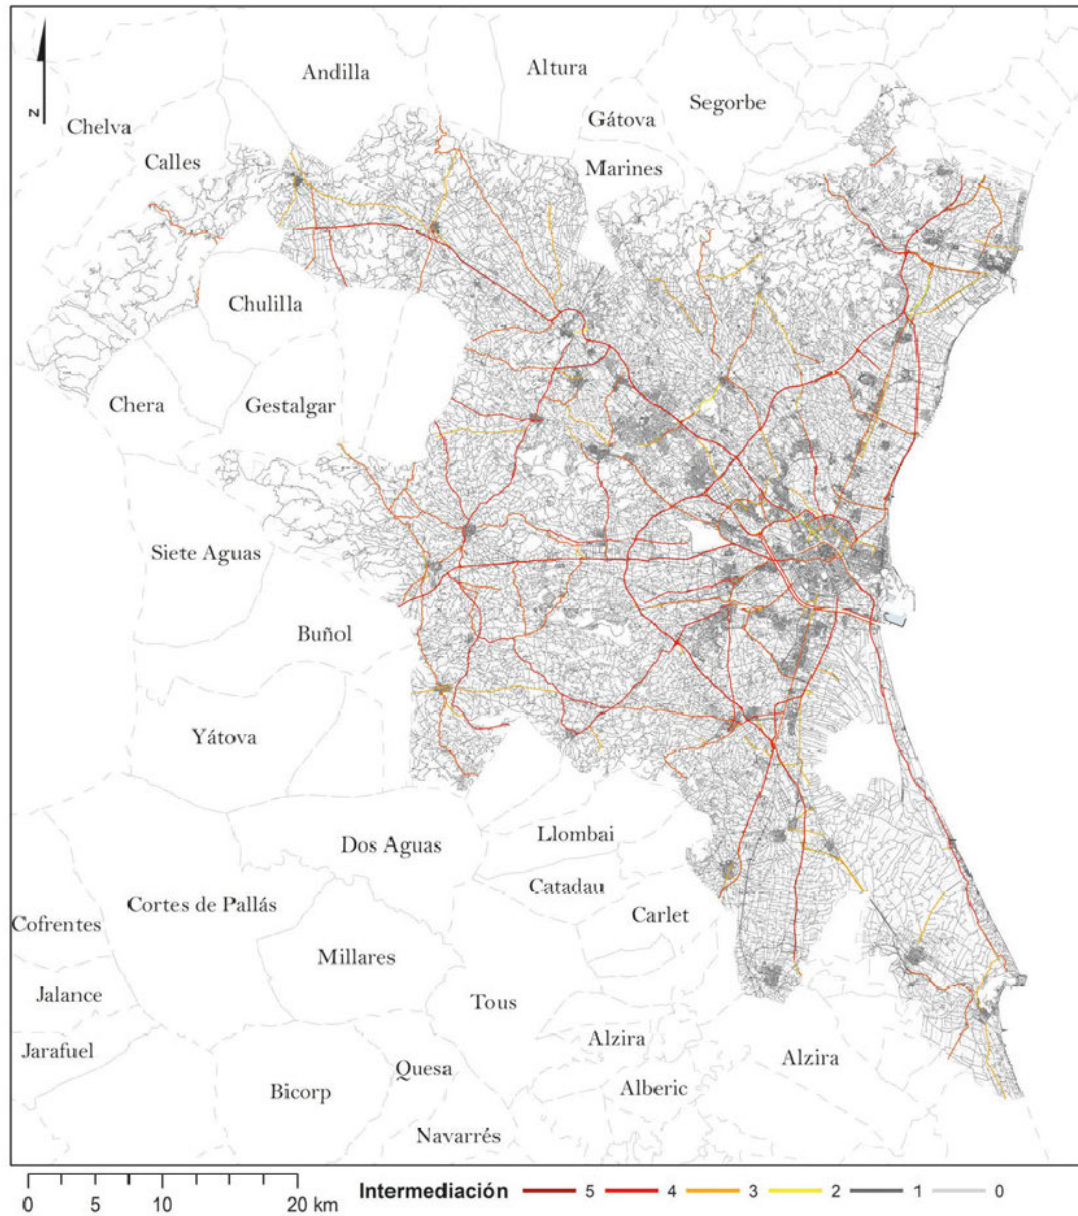 Andilla
Altura
Segorbe
Gátova
Chelva
Calles
Marines
Chulilla
Chera
Gestalgar
Siete Aguas
Buñol
Yátova
Dos Aguas
Llombai
Catadau
Cortes de Pallás
Carlet
Cofrentes
Millares
Jalance
Tous
Jarafuel
Alzira
Alzira
Quesa
Bicorp
Alberic
Navarrés
N
0 5 10 20 km
Intermediación 5 4 3 2 1 0